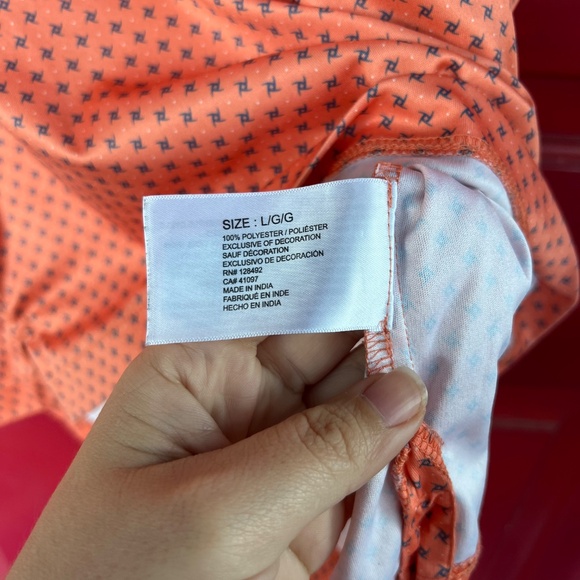 SIZE : L/G/G
100% POLYESTER / POLIÉSTER
EXCLUSIVE OF DECORATION
SAUF DÉCORATION
EXCLUSIVO DE DECORACIÓN
RN# 128492
CA# 41097
MADE IN INDIA
FABRIQUÉ EN INDE
HECHO EN INDIA